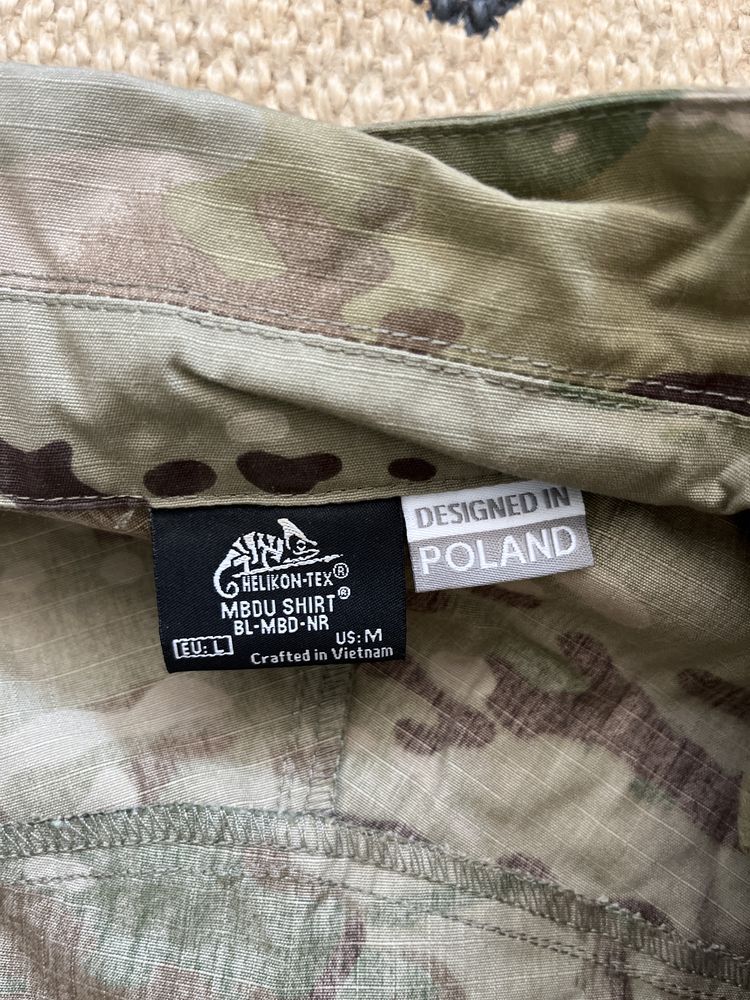 HELIKON-TEX®
MBDU SHIRT®
BL-MBD-NR
EU: L
US: M
Crafted in Vietnam
DESIGNED IN
POLAND